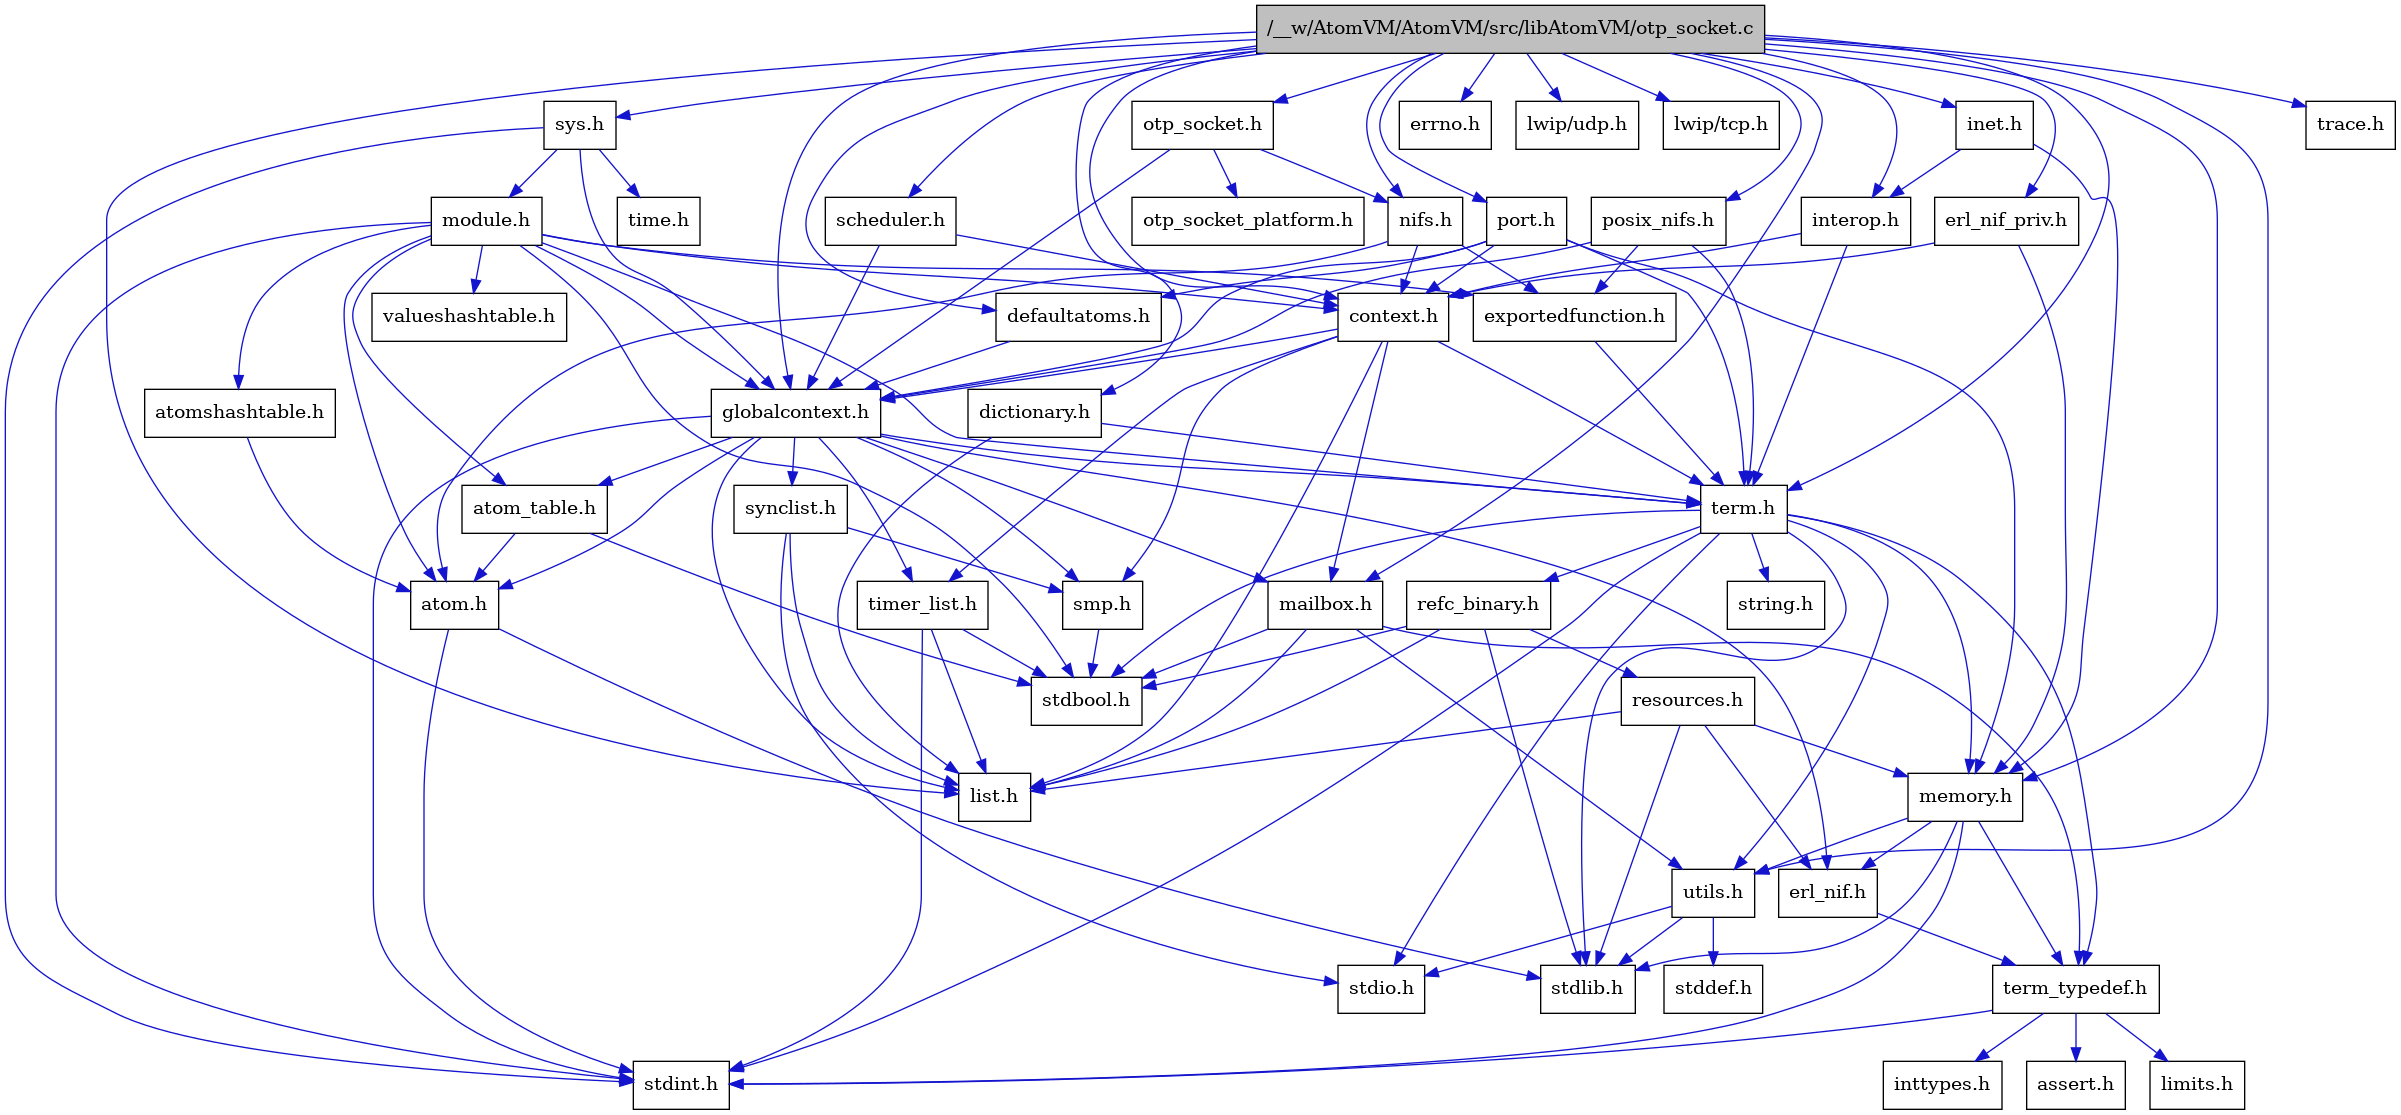 /__w/AtomVM/AtomVM/src/libAtomVM/otp_socket.c
sys.h
otp_socket.h
errno.h
lwip/udp.h
lwip/tcp.h
inet.h
trace.h
module.h
time.h
scheduler.h
otp_socket_platform.h
nifs.h
port.h
posix_nifs.h
interop.h
erl_nif_priv.h
valueshashtable.h
defaultatoms.h
context.h
exportedfunction.h
atomshashtable.h
globalcontext.h
dictionary.h
atom_table.h
synclist.h
term.h
atom.h
timer_list.h
smp.h
mailbox.h
refc_binary.h
string.h
stdbool.h
resources.h
list.h
memory.h
utils.h
erl_nif.h
stdio.h
stdlib.h
stddef.h
term_typedef.h
stdint.h
inttypes.h
assert.h
limits.h